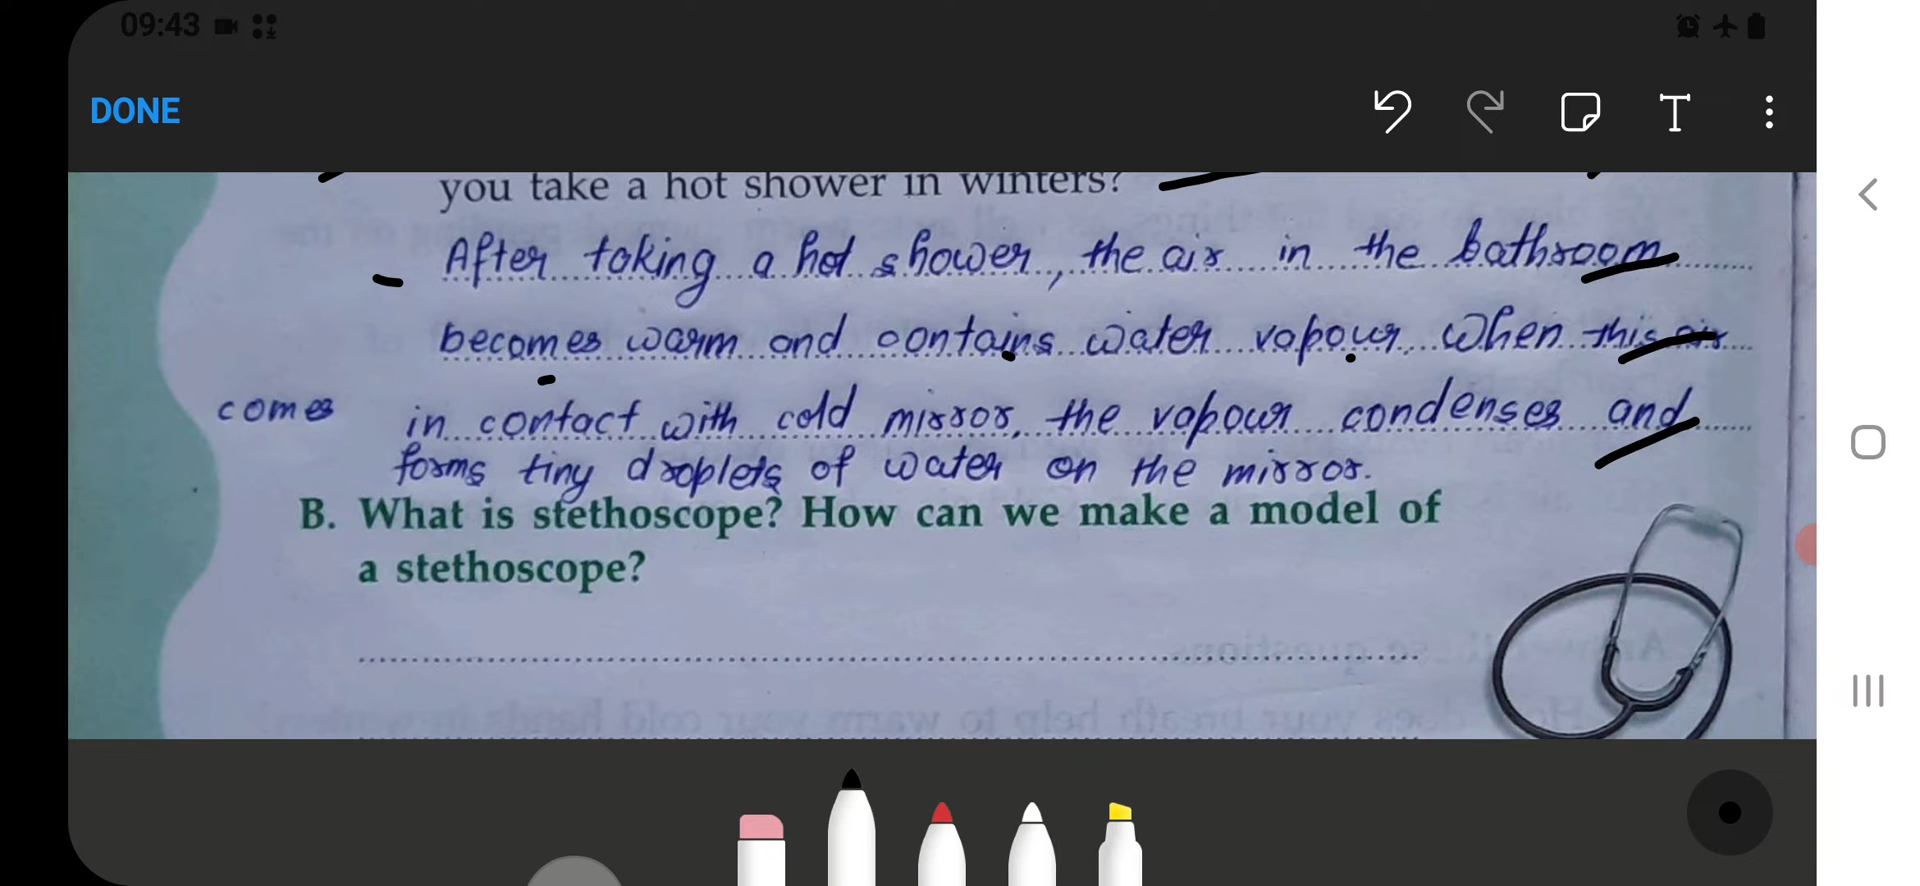 09:43
DONE
T
you take a hot shower in winters?
After taking a hot shower, the air in the bathroom
becomes warm and contains water vapour. When this air
comes in contact with cold mirror, the vapour condenses and
forms tiny droplets of water on the mirror.
B. What is stethoscope? How can we make a model of
a stethoscope?